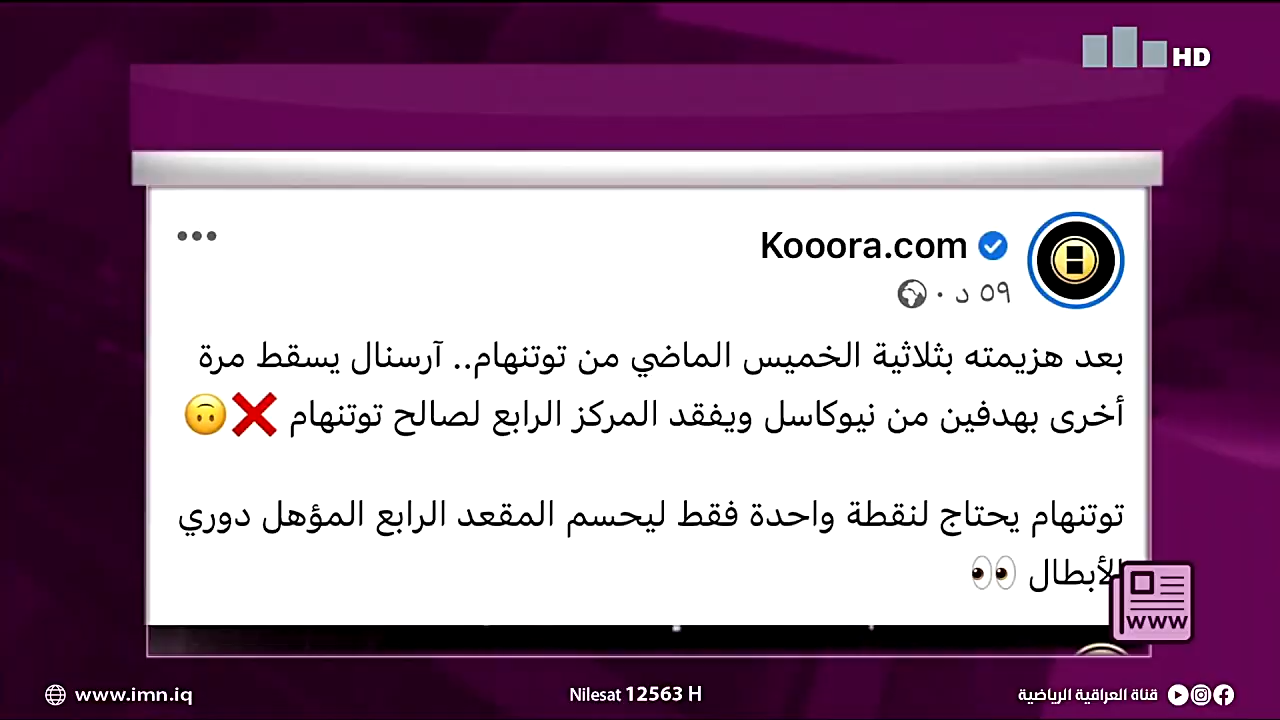 HD
Kooora.com
٥٩ د ·
بعد هزيمته بثلاثية الخميس الماضي من توتنهام.. آرسنال يسقط مرة
أخرى بهدفين من نيوكاسل ويفقد المركز الرابع لصالح توتنهام ❌🙃
توتنهام يحتاج لنقطة واحدة فقط ليحسم المقعد الرابع المؤهل دوري
الأبطال 👀
www
www.imn.iq
Nilesat 12563 H
قناة العراقية الرياضية